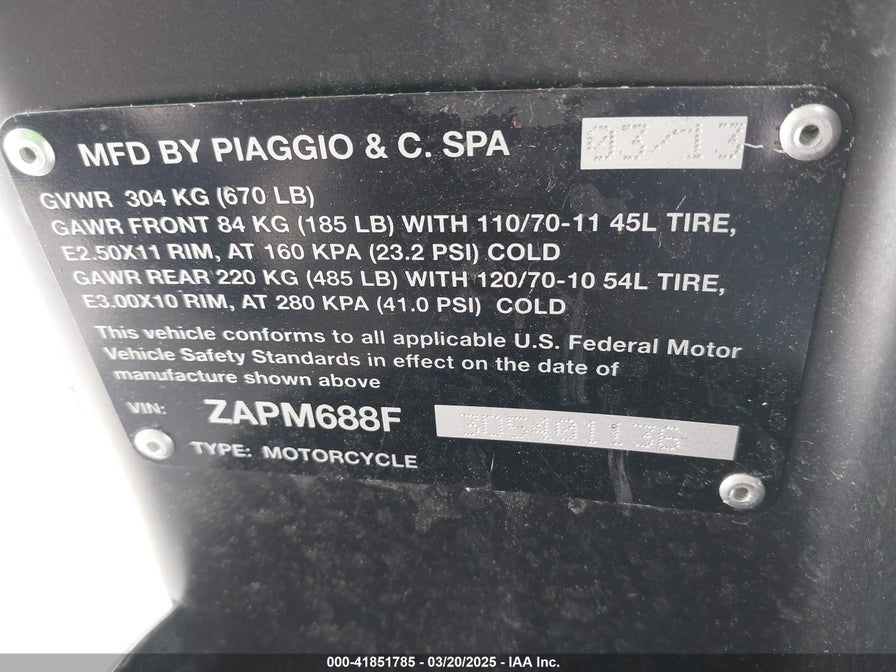 MFD BY PIAGGIO & C. SPA 03/13
GVWR 304 KG (670 LB)
GAWR FRONT 84 KG (185 LB) WITH 110/70-11 45L TIRE,
E2.50X11 RIM, AT 160 KPA (23.2 PSI) COLD
GAWR REAR 220 KG (485 LB) WITH 120/70-10 54L TIRE,
E3.00X10 RIM, AT 280 KPA (41.0 PSI) COLD
This vehicle conforms to all applicable U.S. Federal Motor
Vehicle Safety Standards in effect on the date of
manufacture shown above
VIN: ZAPM688F
TYPE: MOTORCYCLE
000-41851785 - 03/20/2025 - IAA Inc.